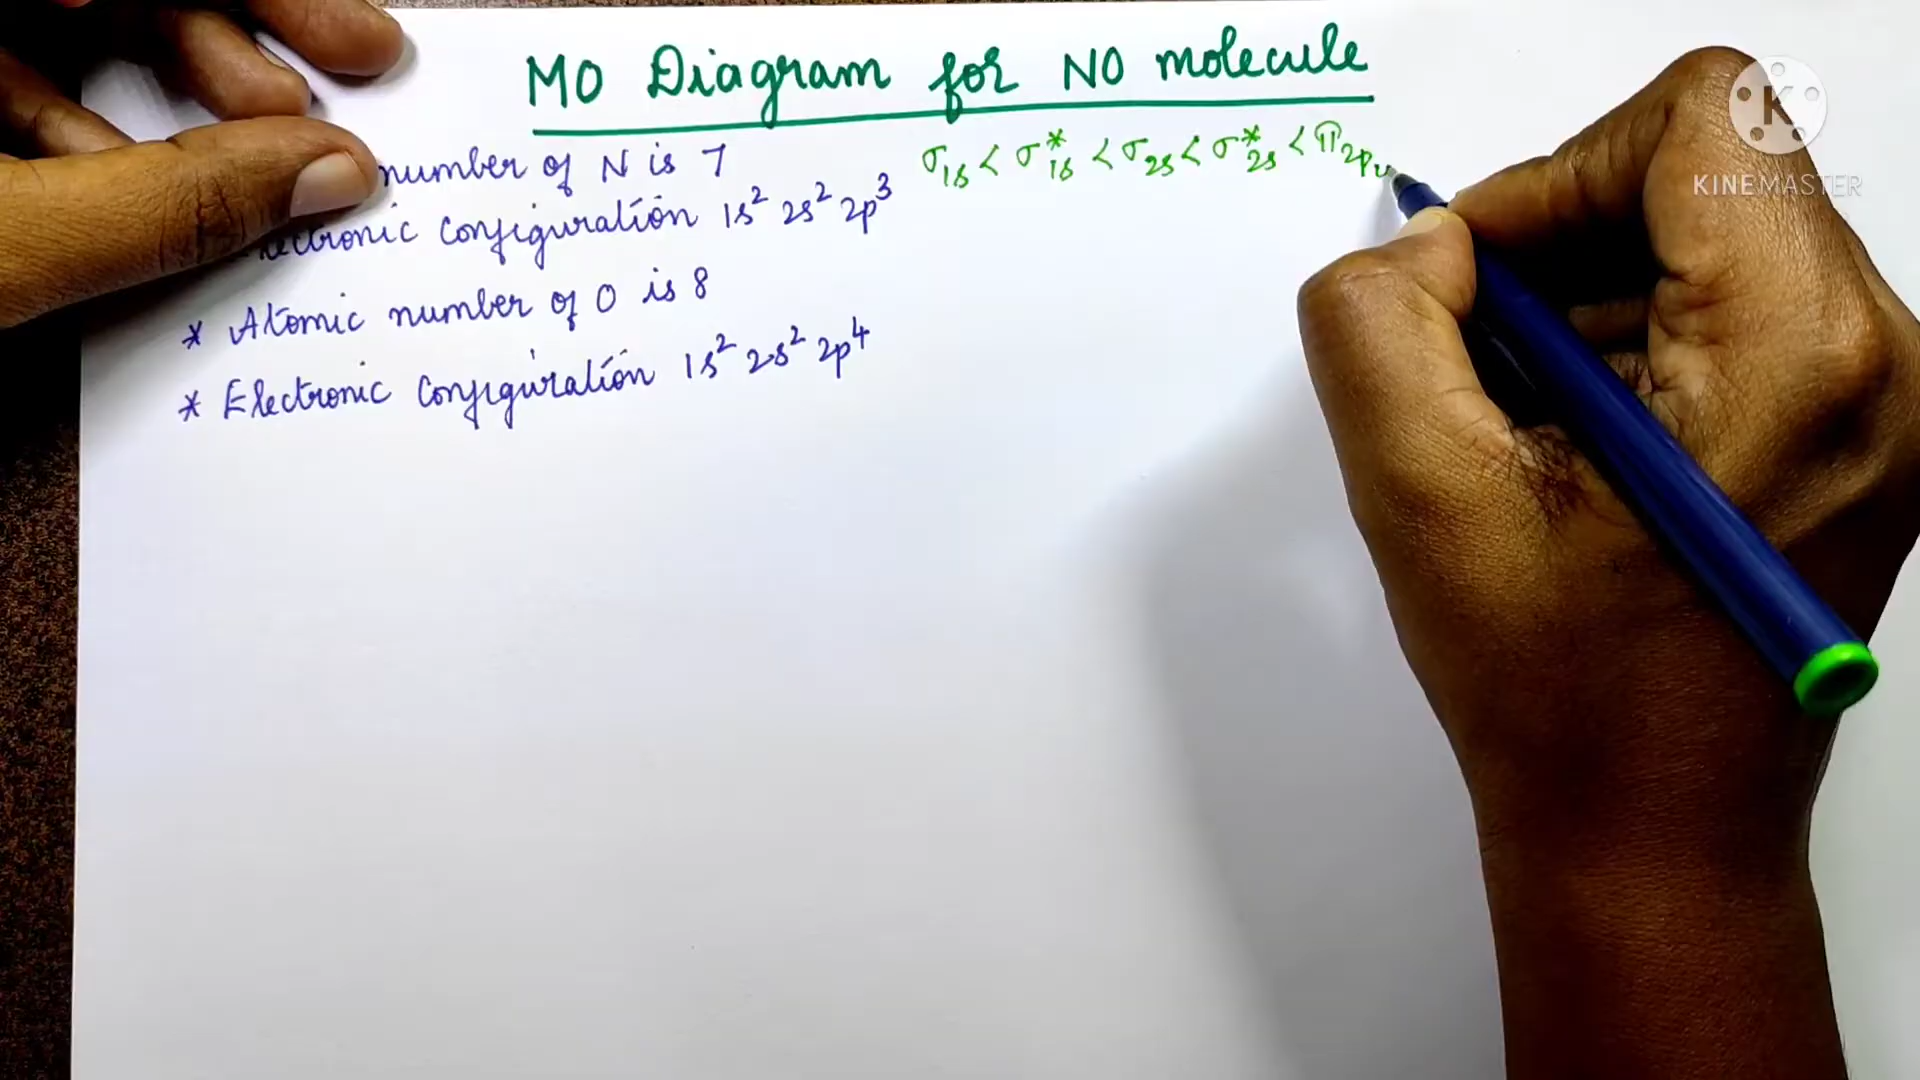 MO Diagram for NO molecule
number of N is 7
σ1s < σ*1s < σ2s < σ*2s < π2p
Configuration 1s² 2s² 2p³
* Atomic number of O is 8
* Electronic Configuration 1s² 2s² 2p⁴
K
KINEMASTER